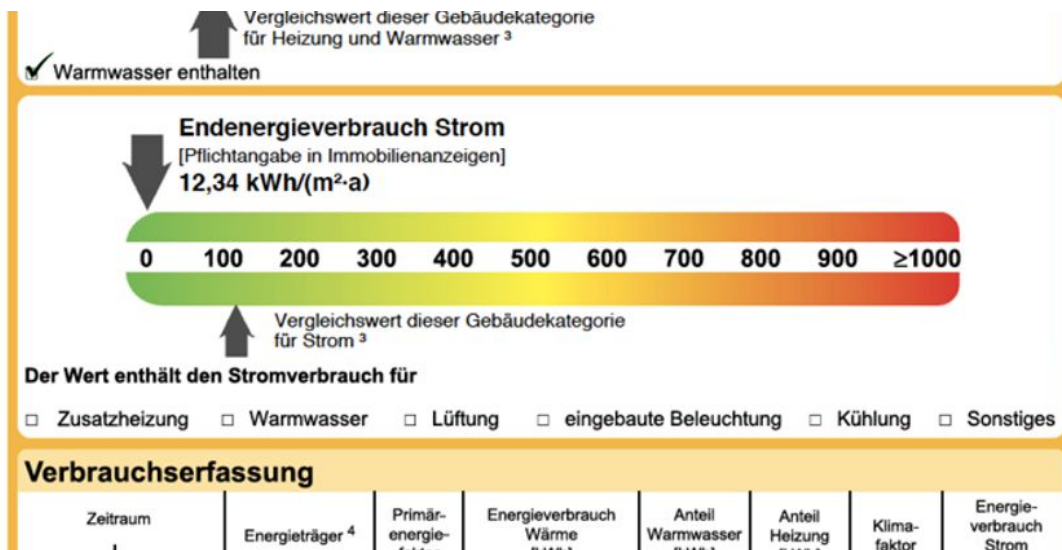 Vergleichswert dieser Gebäudekategorie
für Heizung und Warmwasser ³
Warmwasser enthalten
Endenergieverbrauch Strom
[Pflichtangabe in Immobilienanzeigen]
12,34 kWh/(m²·a)
0 100 200 300 400 500 600 700 800 900 ≥1000
Vergleichswert dieser Gebäudekategorie
für Strom ³
Der Wert enthält den Stromverbrauch für
□ Zusatzheizung □ Warmwasser □ Lüftung □ eingebaute Beleuchtung □ Kühlung □ Sonstiges
Verbrauchserfassung
Zeitraum Energieträger ⁴ Primär- Energieverbrauch Anteil Anteil Klima- Energie-
energie- Wärme Warmwasser Heizung faktor verbrauch
Strom